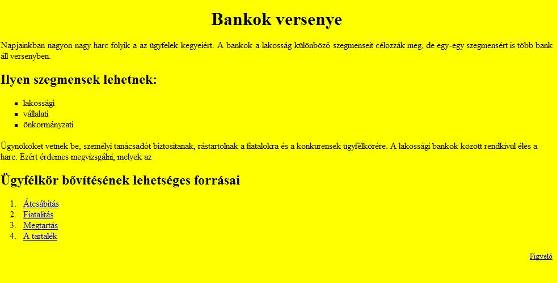 Bankok versenye
Napjainkban nagyon nagy harc folyik a az ügyfelek kegyeiért. A bankok a lakosság különböző szegmenseit célozzák meg, de egy-egy szegmensért is több bank
áll versenyben.
Ilyen szegmensek lehetnek:
lakossági
vállalati
önkormányzati
Ügynököket vetnek be, személyi tanácsadót biztosítanak, rástartolnak a fiatalokra és a konkurensek ügyfélkörére. A lakossági bankok között rendkívül éles a
harc. Ezért érdemes megvizsgálni, melyek az
Ügyfélkör bővítésének lehetséges forrásai
1. Átcsábítás
2. Fiatalítás
3. Megtartás
4. A tartalék
Figyelő